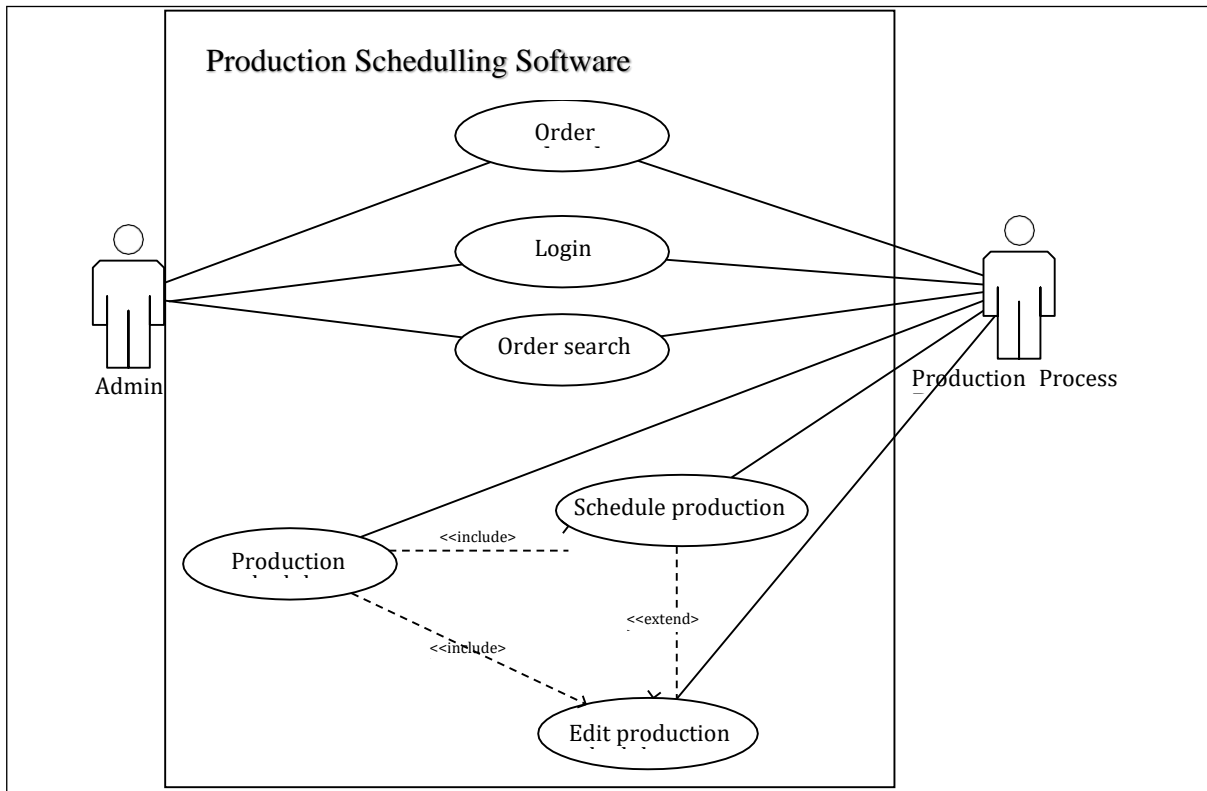 Production Schedulling Software
Order
Login
Order search
Admin
Production Process
Schedule production
<<include>
Production
<<extend>
<<include>
Edit production